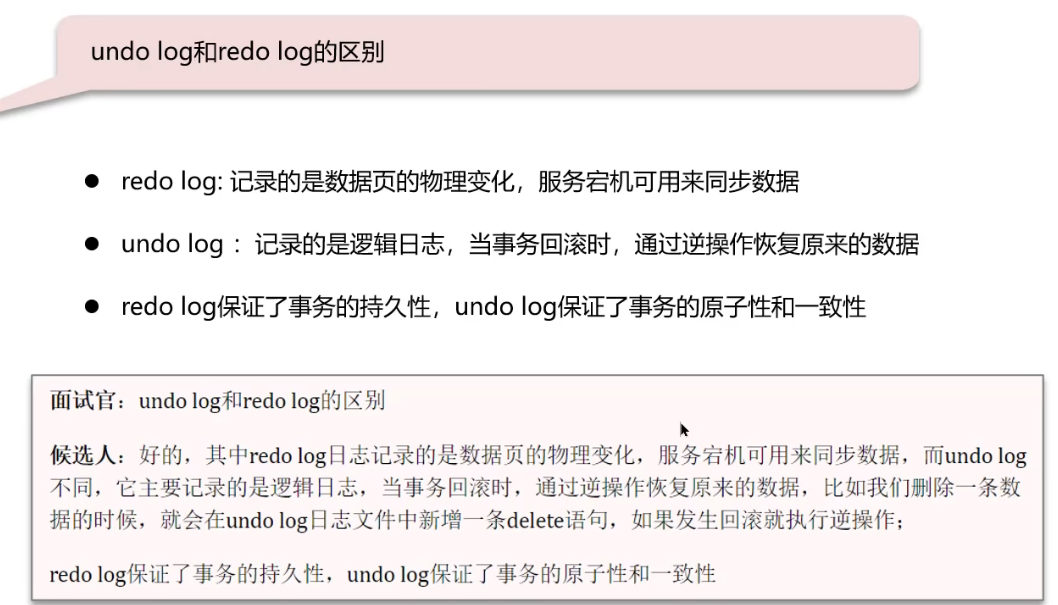 undo log和redo log的区别
redo log: 记录的是数据页的物理变化，服务宕机可用来同步数据
undo log ：记录的是逻辑日志，当事务回滚时，通过逆操作恢复原来的数据
redo log保证了事务的持久性，undo log保证了事务的原子性和一致性
面试官：undo log和redo log的区别
候选人：好的，其中redo log日志记录的是数据页的物理变化，服务宕机可用来同步数据，而undo log
不同，它主要记录的是逻辑日志，当事务回滚时，通过逆操作恢复原来的数据，比如我们删除一条数
据的时候，就会在undo log日志文件中新增一条delete语句，如果发生回滚就执行逆操作；
redo log保证了事务的持久性，undo log保证了事务的原子性和一致性